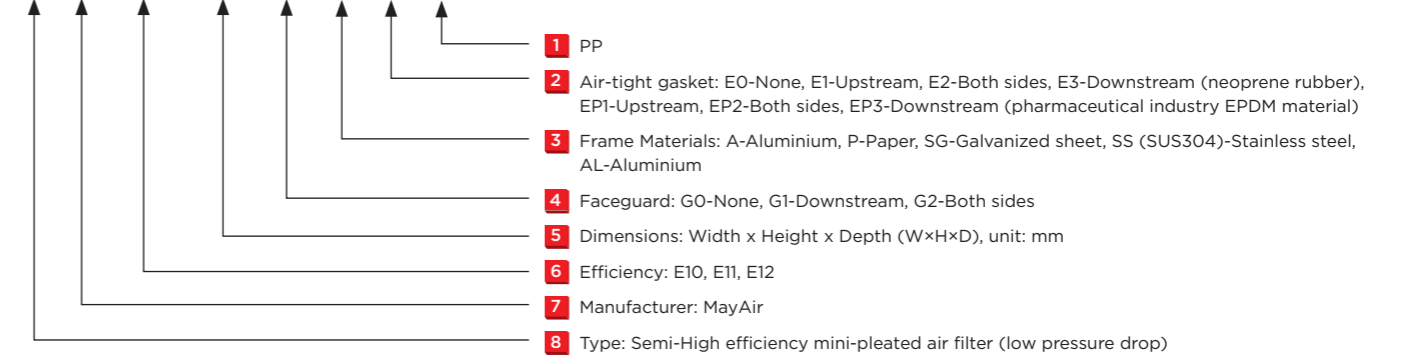 1 PP
2 Air-tight gasket: E0-None, E1-Upstream, E2-Both sides, E3-Downstream (neoprene rubber),
EP1-Upstream, EP2-Both sides, EP3-Downstream (pharmaceutical industry EPDM material)
3 Frame Materials: A-Aluminium, P-Paper, SG-Galvanized sheet, SS (SUS304)-Stainless steel,
AL-Aluminium
4 Faceguard: G0-None, G1-Downstream, G2-Both sides
5 Dimensions: Width x Height x Depth (W×H×D), unit: mm
6 Efficiency: E10, E11, E12
7 Manufacturer: MayAir
8 Type: Semi-High efficiency mini-pleated air filter (low pressure drop)